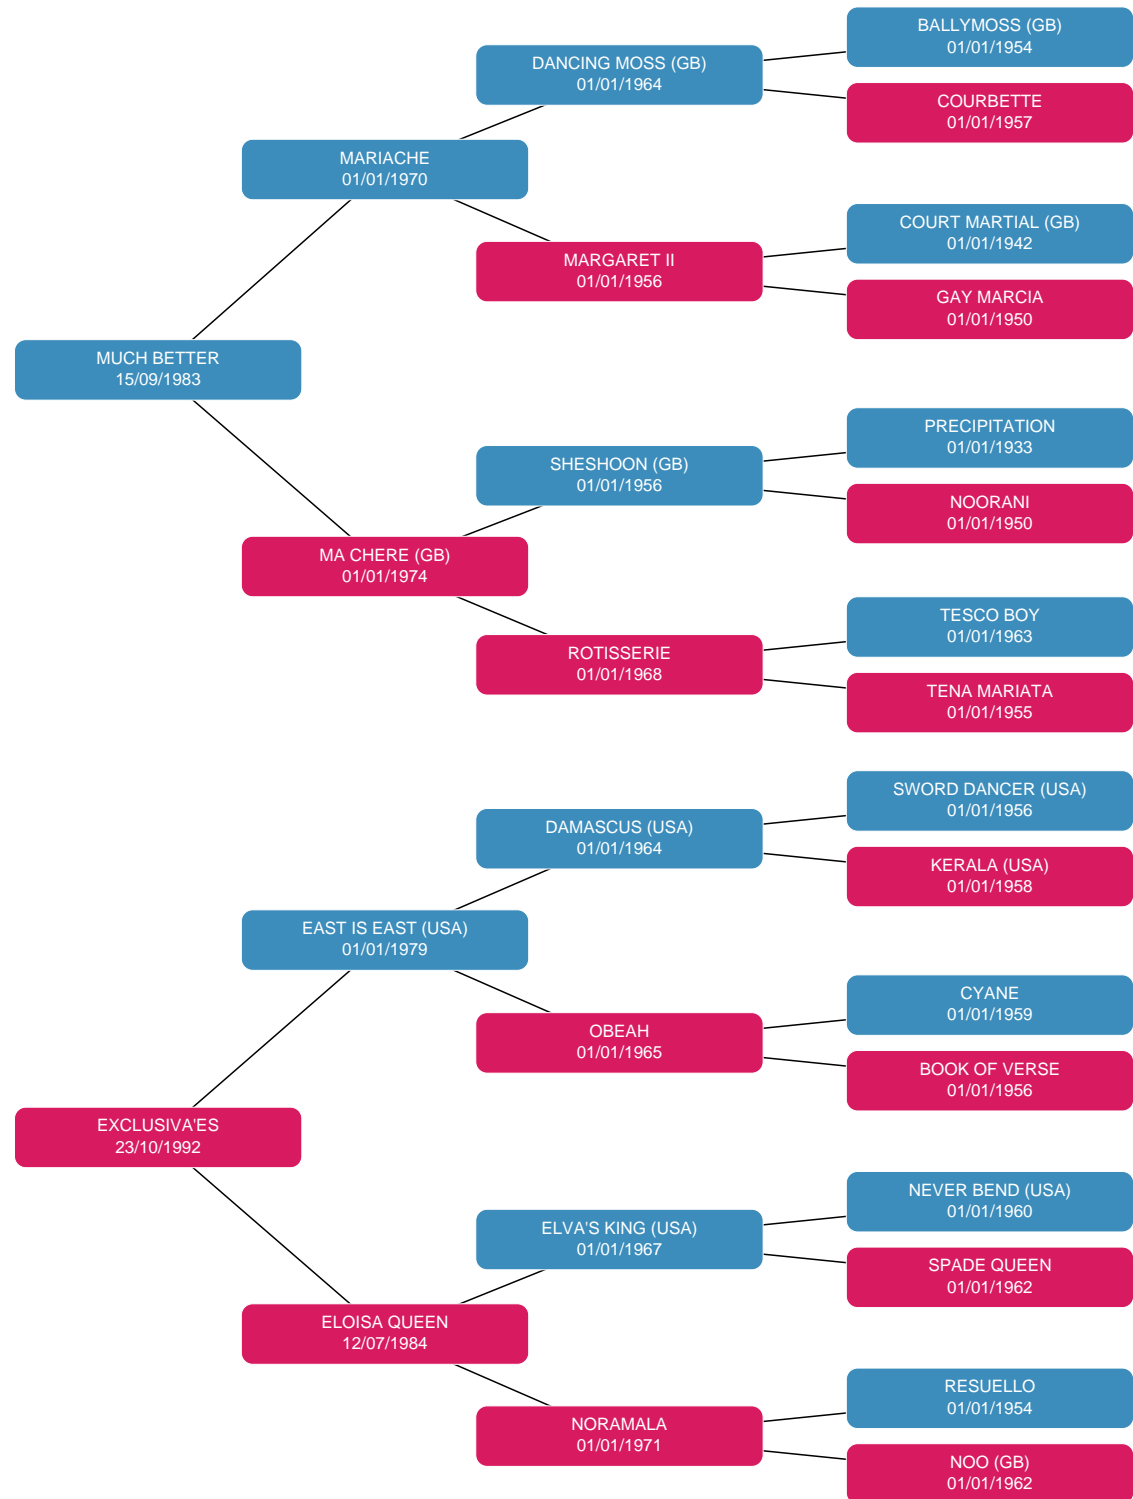 BALLYMOSS (GB)
01/01/1954
DANCING MOSS (GB)
01/01/1964
COURBETTE
01/01/1957
MARIACHE
01/01/1970
COURT MARTIAL (GB)
01/01/1942
MARGARET II
01/01/1956
GAY MARCIA
01/01/1950
MUCH BETTER
15/09/1983
PRECIPITATION
01/01/1933
SHESHOON (GB)
01/01/1956
NOORANI
01/01/1950
MA CHERE (GB)
01/01/1974
TESCO BOY
01/01/1963
ROTISSERIE
01/01/1968
TENA MARIATA
01/01/1955
SWORD DANCER (USA)
01/01/1956
DAMASCUS (USA)
01/01/1964
KERALA (USA)
01/01/1958
EAST IS EAST (USA)
01/01/1979
CYANE
01/01/1959
OBEAH
01/01/1965
BOOK OF VERSE
01/01/1956
EXCLUSIVA'ES
23/10/1992
NEVER BEND (USA)
01/01/1960
ELVA'S KING (USA)
01/01/1967
SPADE QUEEN
01/01/1962
ELOISA QUEEN
12/07/1984
RESUELLO
01/01/1954
NORAMALA
01/01/1971
NOO (GB)
01/01/1962